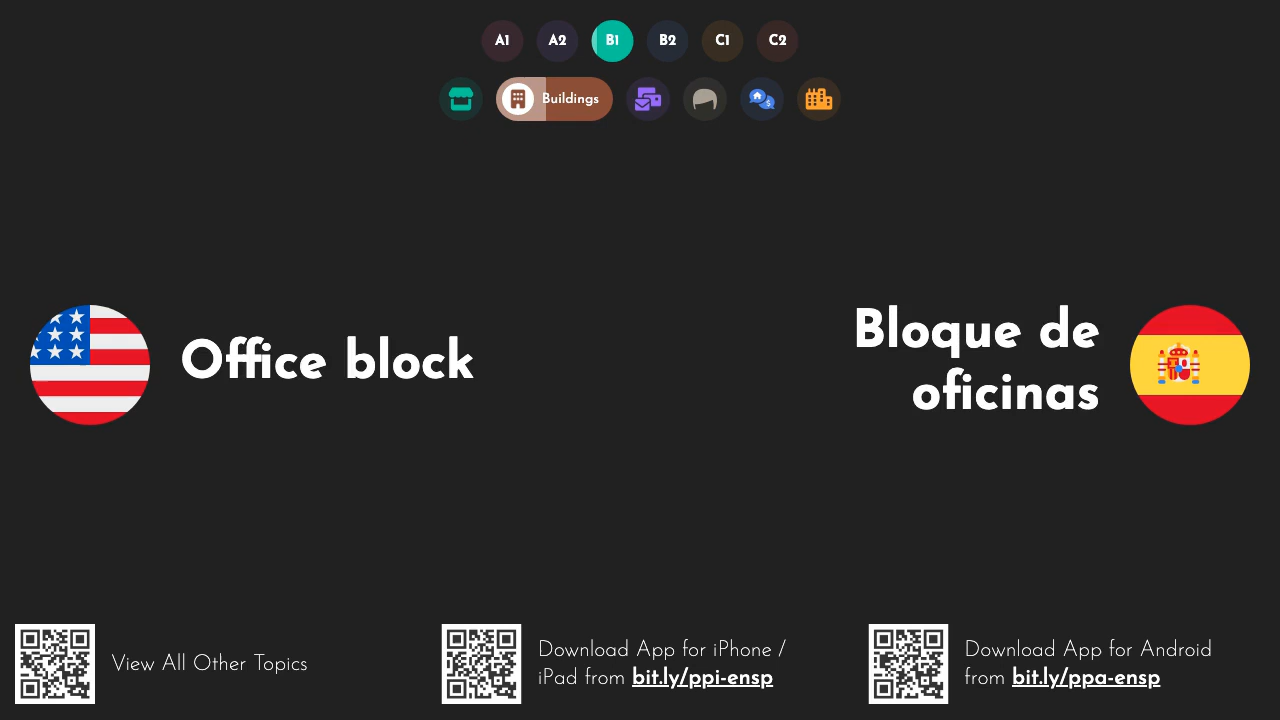 A1 A2 B1 B2 C1 C2
Buildings
Office block
Bloque de
oficinas
View All Other Topics
Download App for iPhone /
iPad from bit.ly/ppi-ensp
Download App for Android
from bit.ly/ppa-ensp